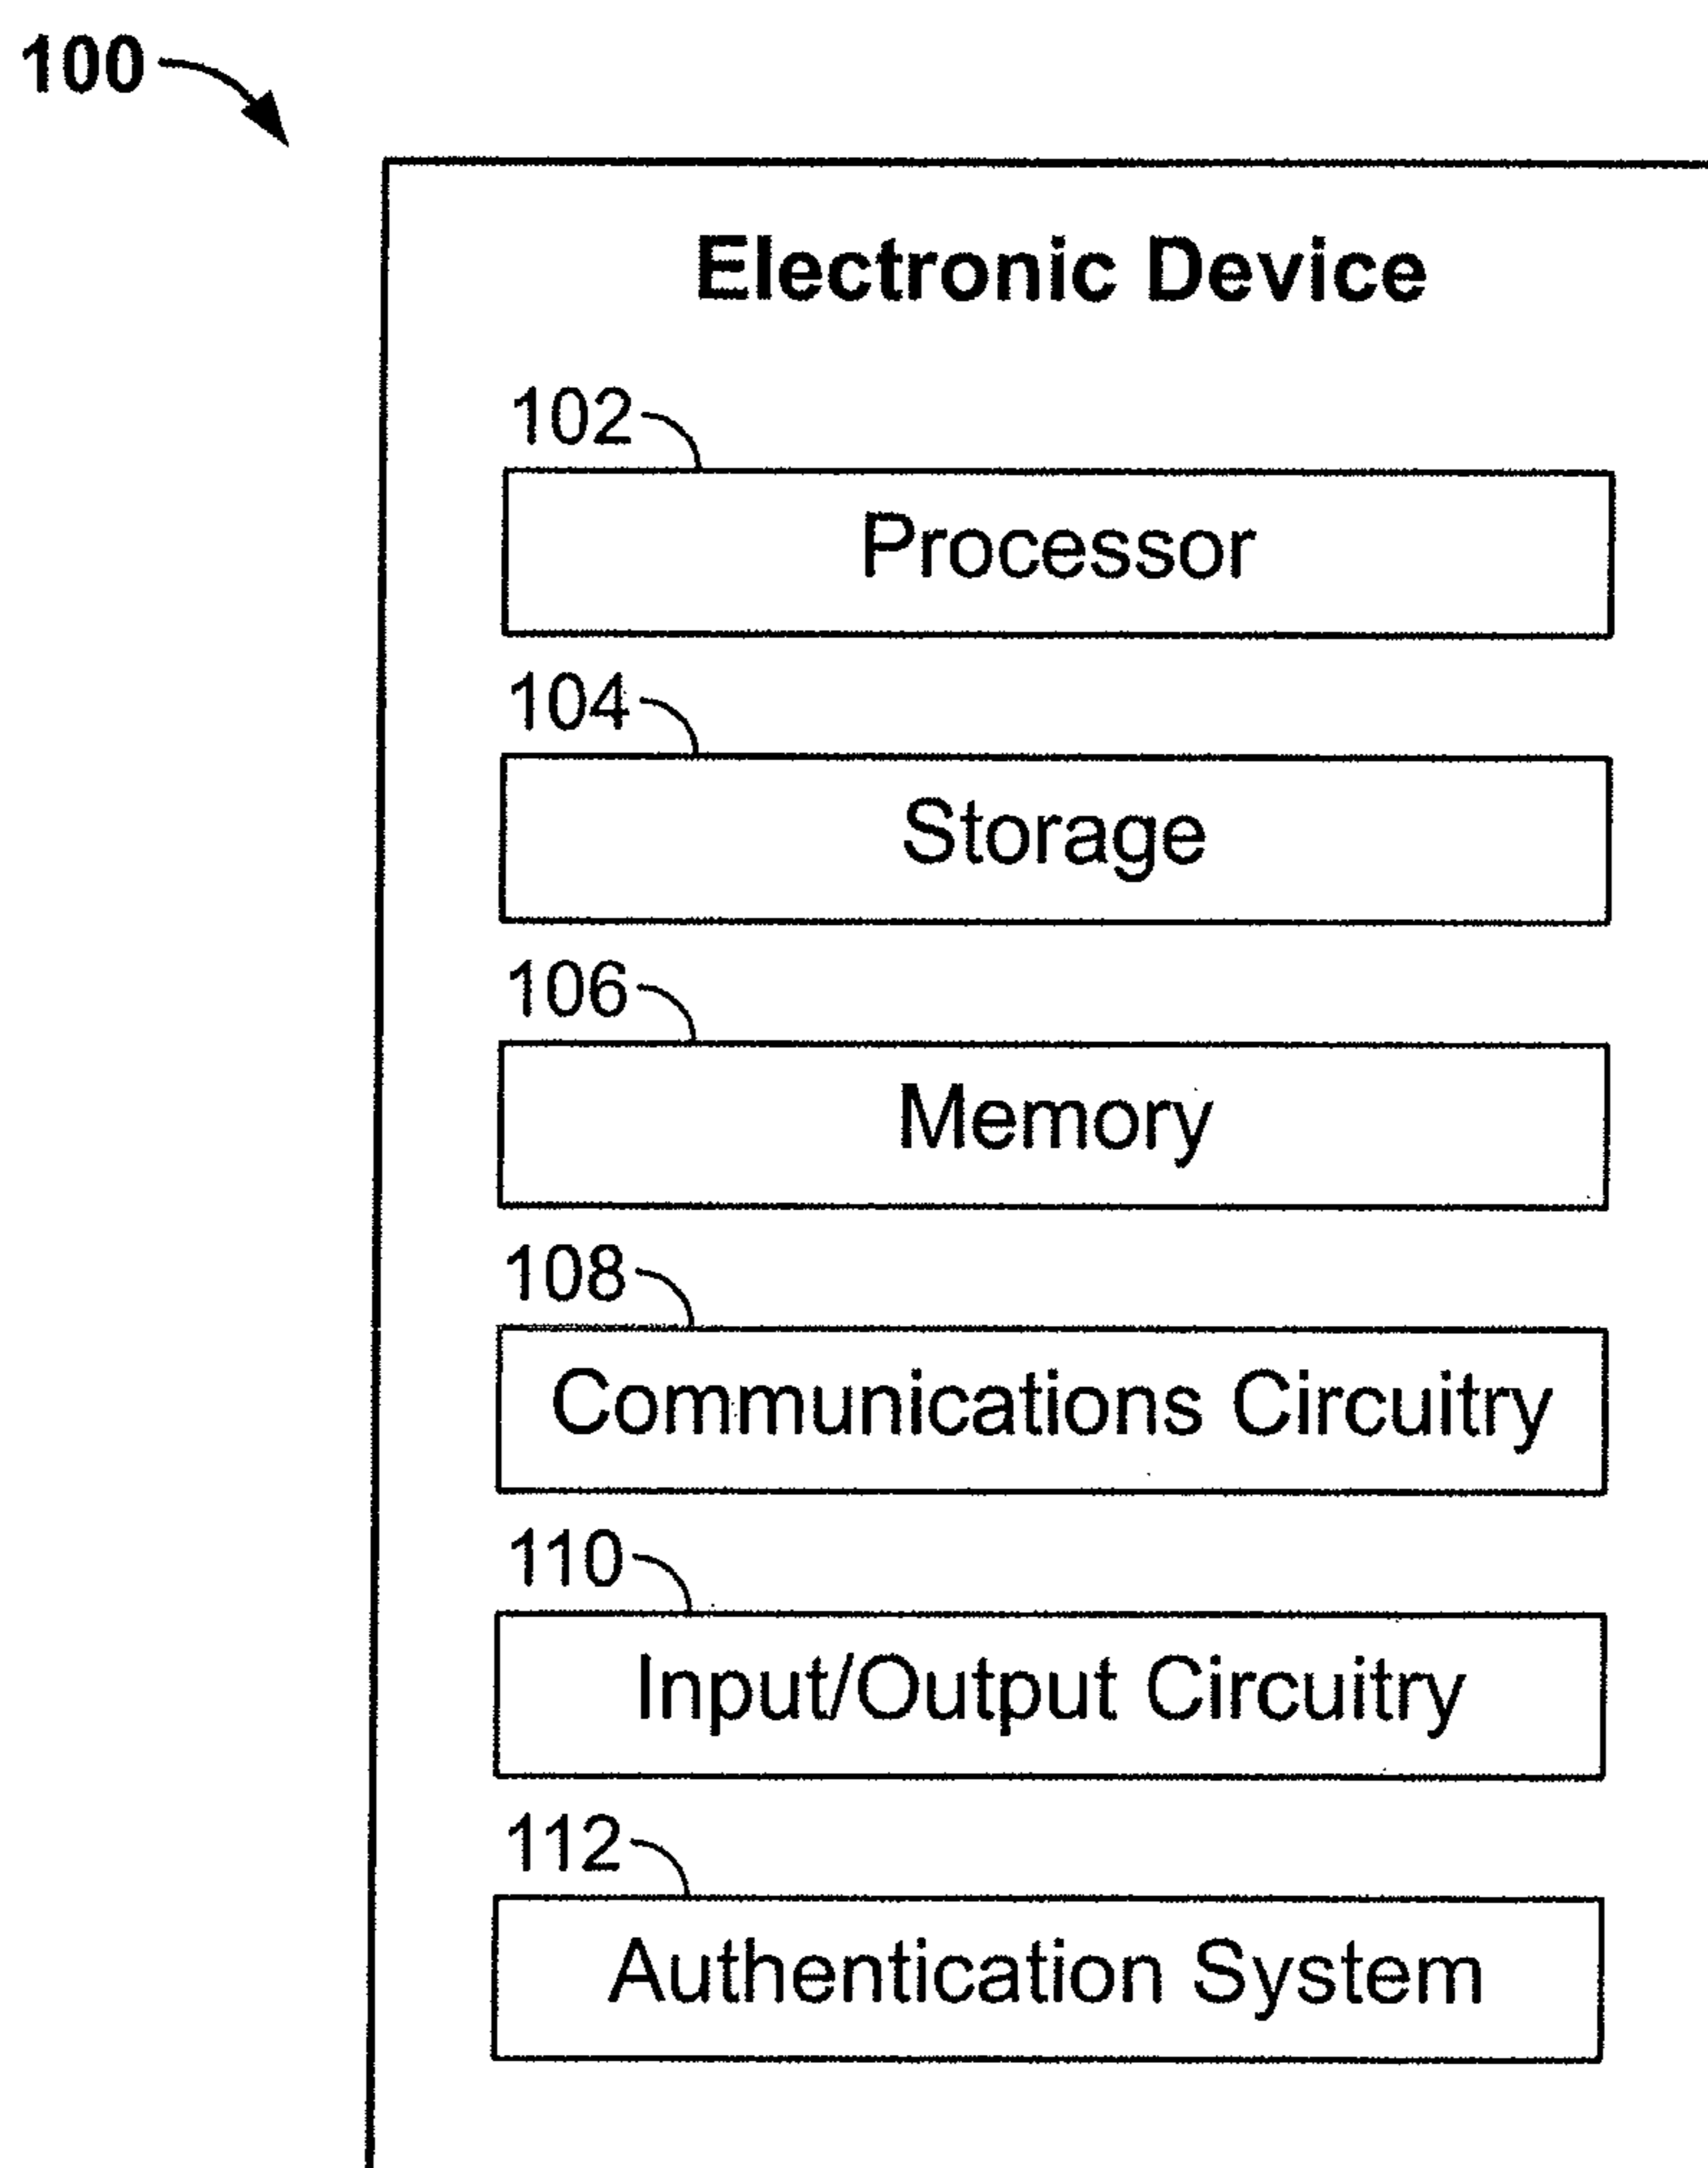 100
Electronic Device
102
Processor
104
Storage
106
Memory
108
Communications Circuitry
110
Input/Output Circuitry
112
Authentication System